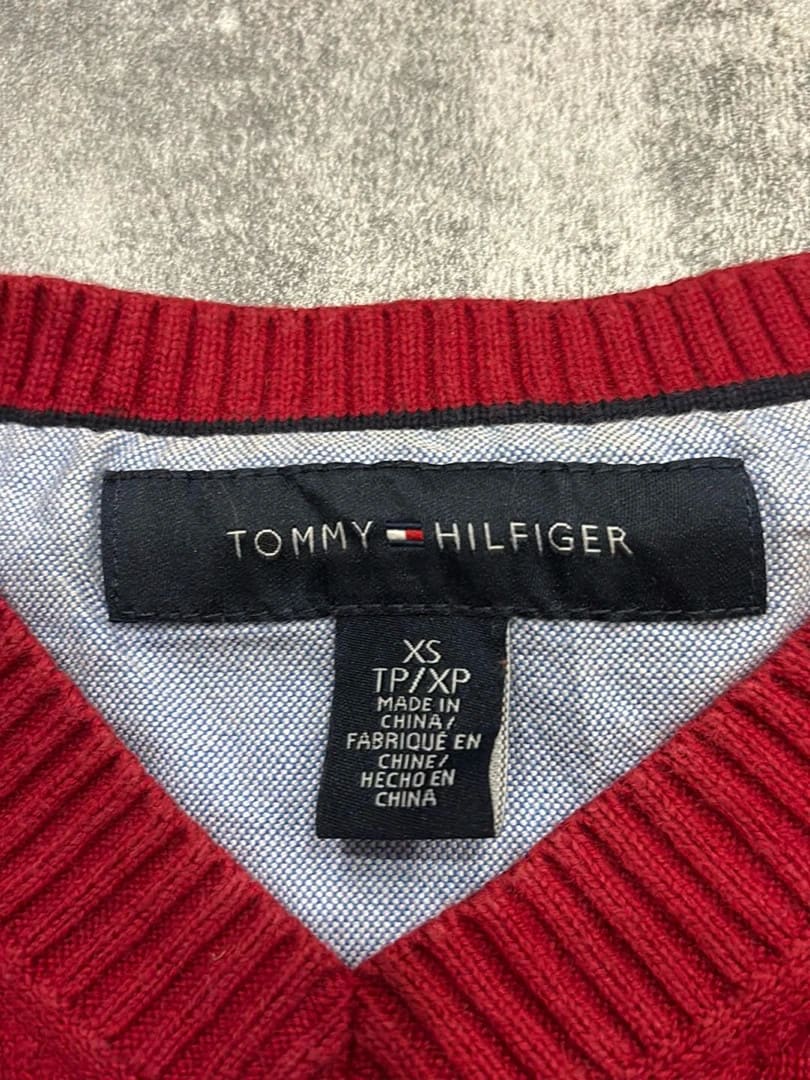 TOMMY HILFIGER
XS
TP/XP
MADE IN
CHINA/
FABRIQUÉ EN
CHINE/
HECHO EN
CHINA